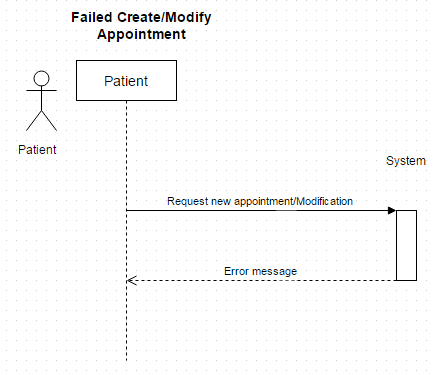 Failed Create/Modify
Appointment
Patient
Patient
System
Request new appointment/Modification
Error message